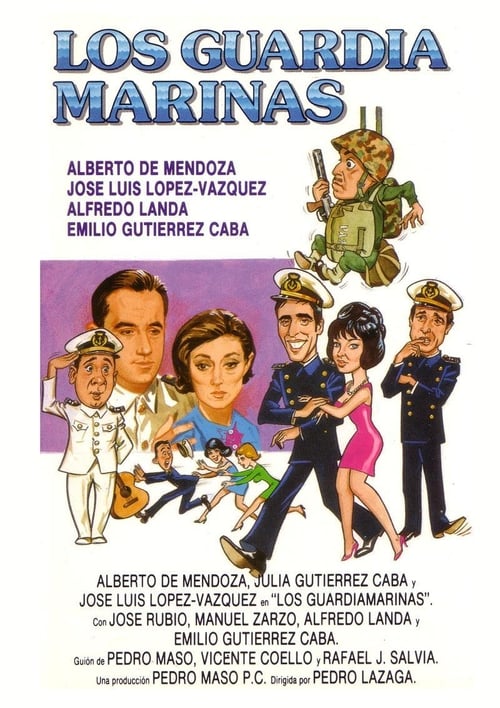 LOS GUARDIA
MARINAS
ALBERTO DE MENDOZA
JOSE LUIS LOPEZ-VAZQUEZ
ALFREDO LANDA
EMILIO GUTIERREZ CABA
ALBERTO DE MENDOZA, JULIA GUTIERREZ CABA y
JOSE LUIS LOPEZ-VAZQUEZ en "LOS GUARDIAMARINAS".
Con JOSE RUBIO, MANUEL ZARZO, ALFREDO LANDA y
EMILIO GUTIERREZ CABA.
Guión de PEDRO MASO, VICENTE COELLO y RAFAEL J. SALVIA.
Una producción PEDRO MASO P.C. Dirigida por PEDRO LAZAGA.